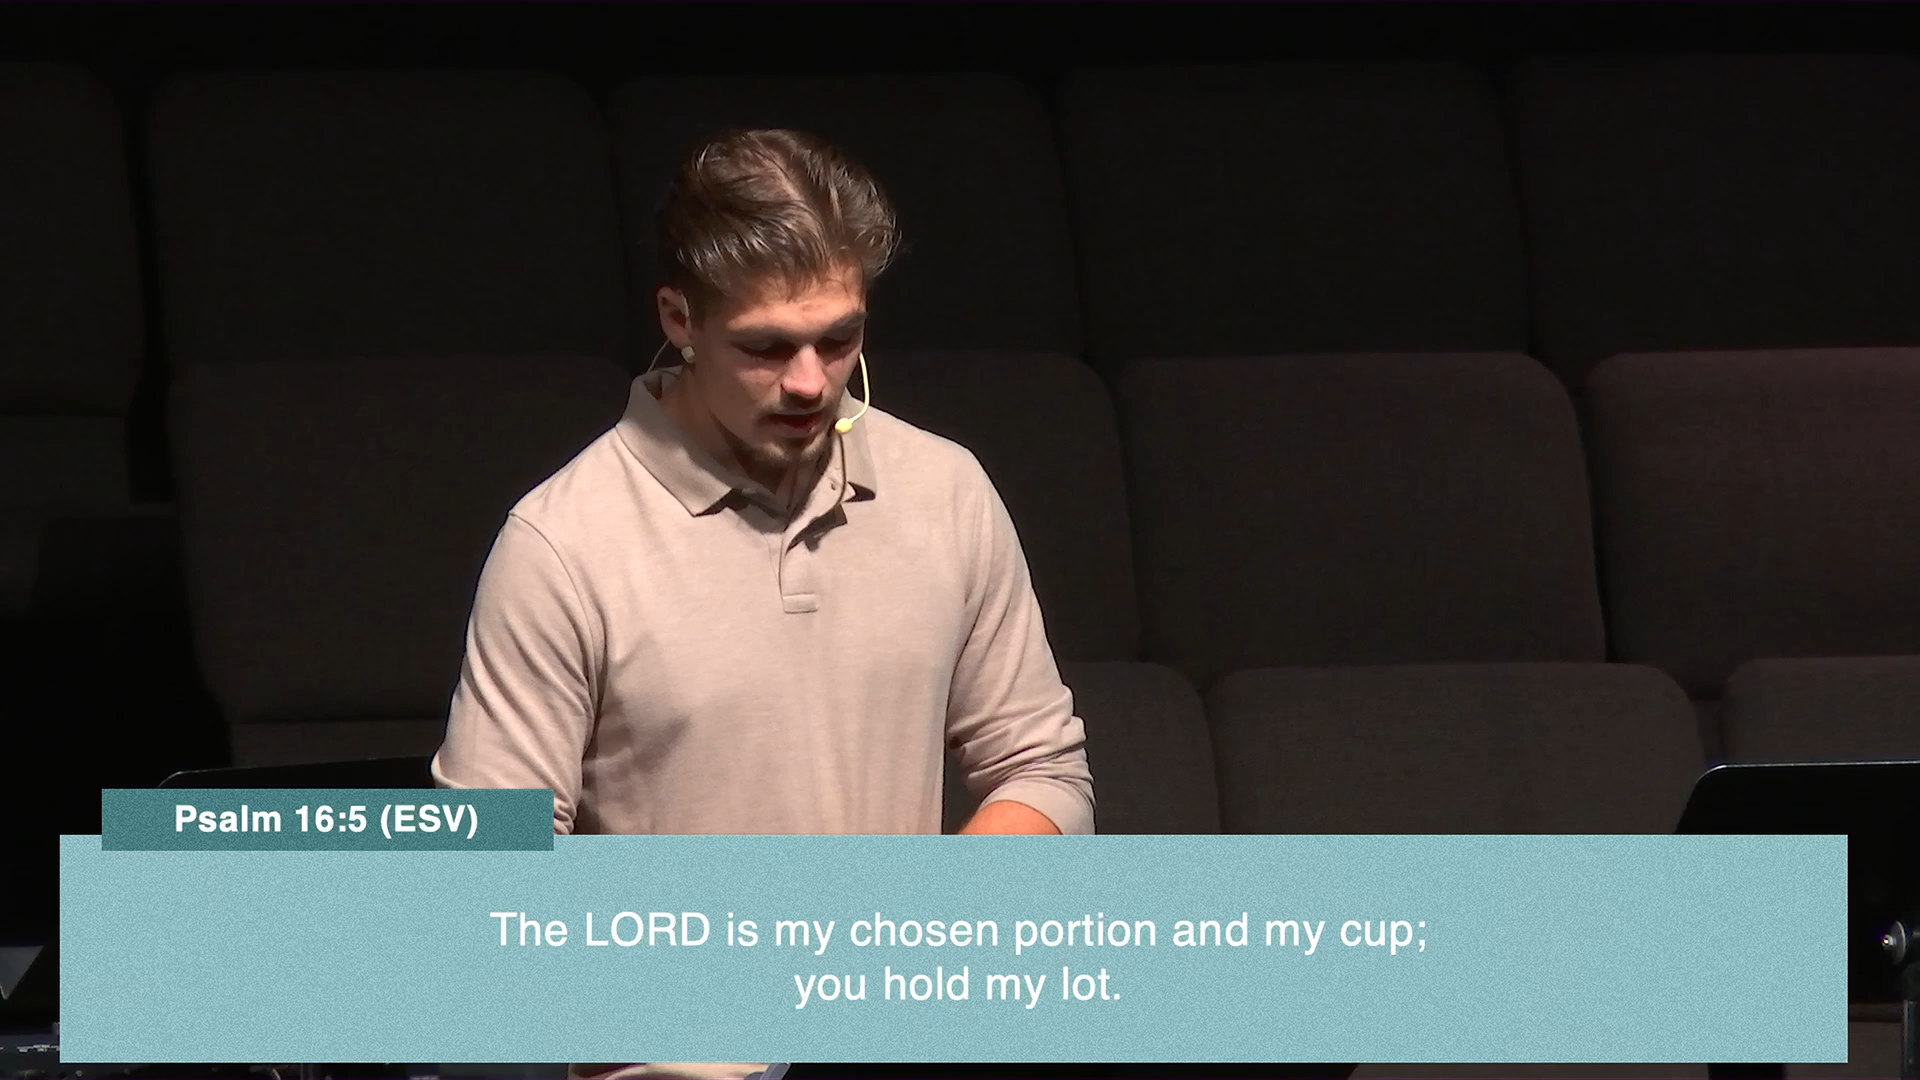 Psalm 16:5 (ESV)
The LORD is my chosen portion and my cup;
you hold my lot.